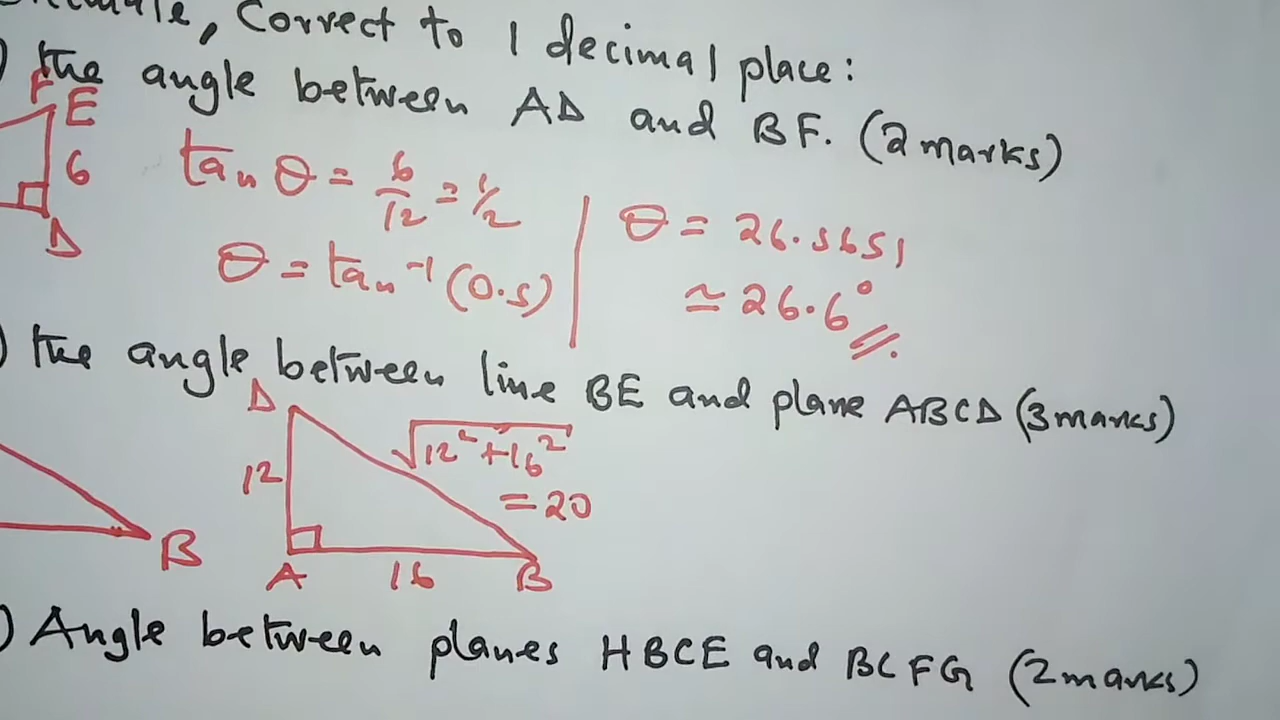 , Correct to 1 decimal place:
) the angle between AD and BF. (2 marks)
F E
6
D
tan θ = 6/12 = 1/2
θ = tan⁻¹(0.5)
θ = 26.5651
≃ 26.6°
) the angle between line BE and plane ABCD (3 marks)
D
12
√12² + 16²
= 20
A 16 B
B
) Angle between planes HBCE and BCFG (2 marks)